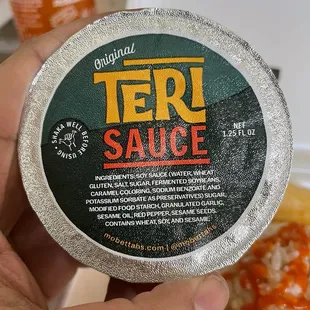 Original
TERI
SAUCE
NET
1.25 FL OZ
SHAKA WELL BEFORE USING
INGREDIENTS: SOY SAUCE (WATER, WHEAT
GLUTEN, SALT, SUGAR, FERMENTED SOYBEANS,
CARAMEL COLORING, SODIUM BENZOATE AND
POTASSIUM SORBATE AS PRESERVATIVES) SUGAR,
MODIFIED FOOD STARCH, GRANULATED GARLIC,
SESAME OIL, RED PEPPER, SESAME SEEDS.
CONTAINS WHEAT, SOY, AND SESAME.
mobettahs.com | @mobettahs